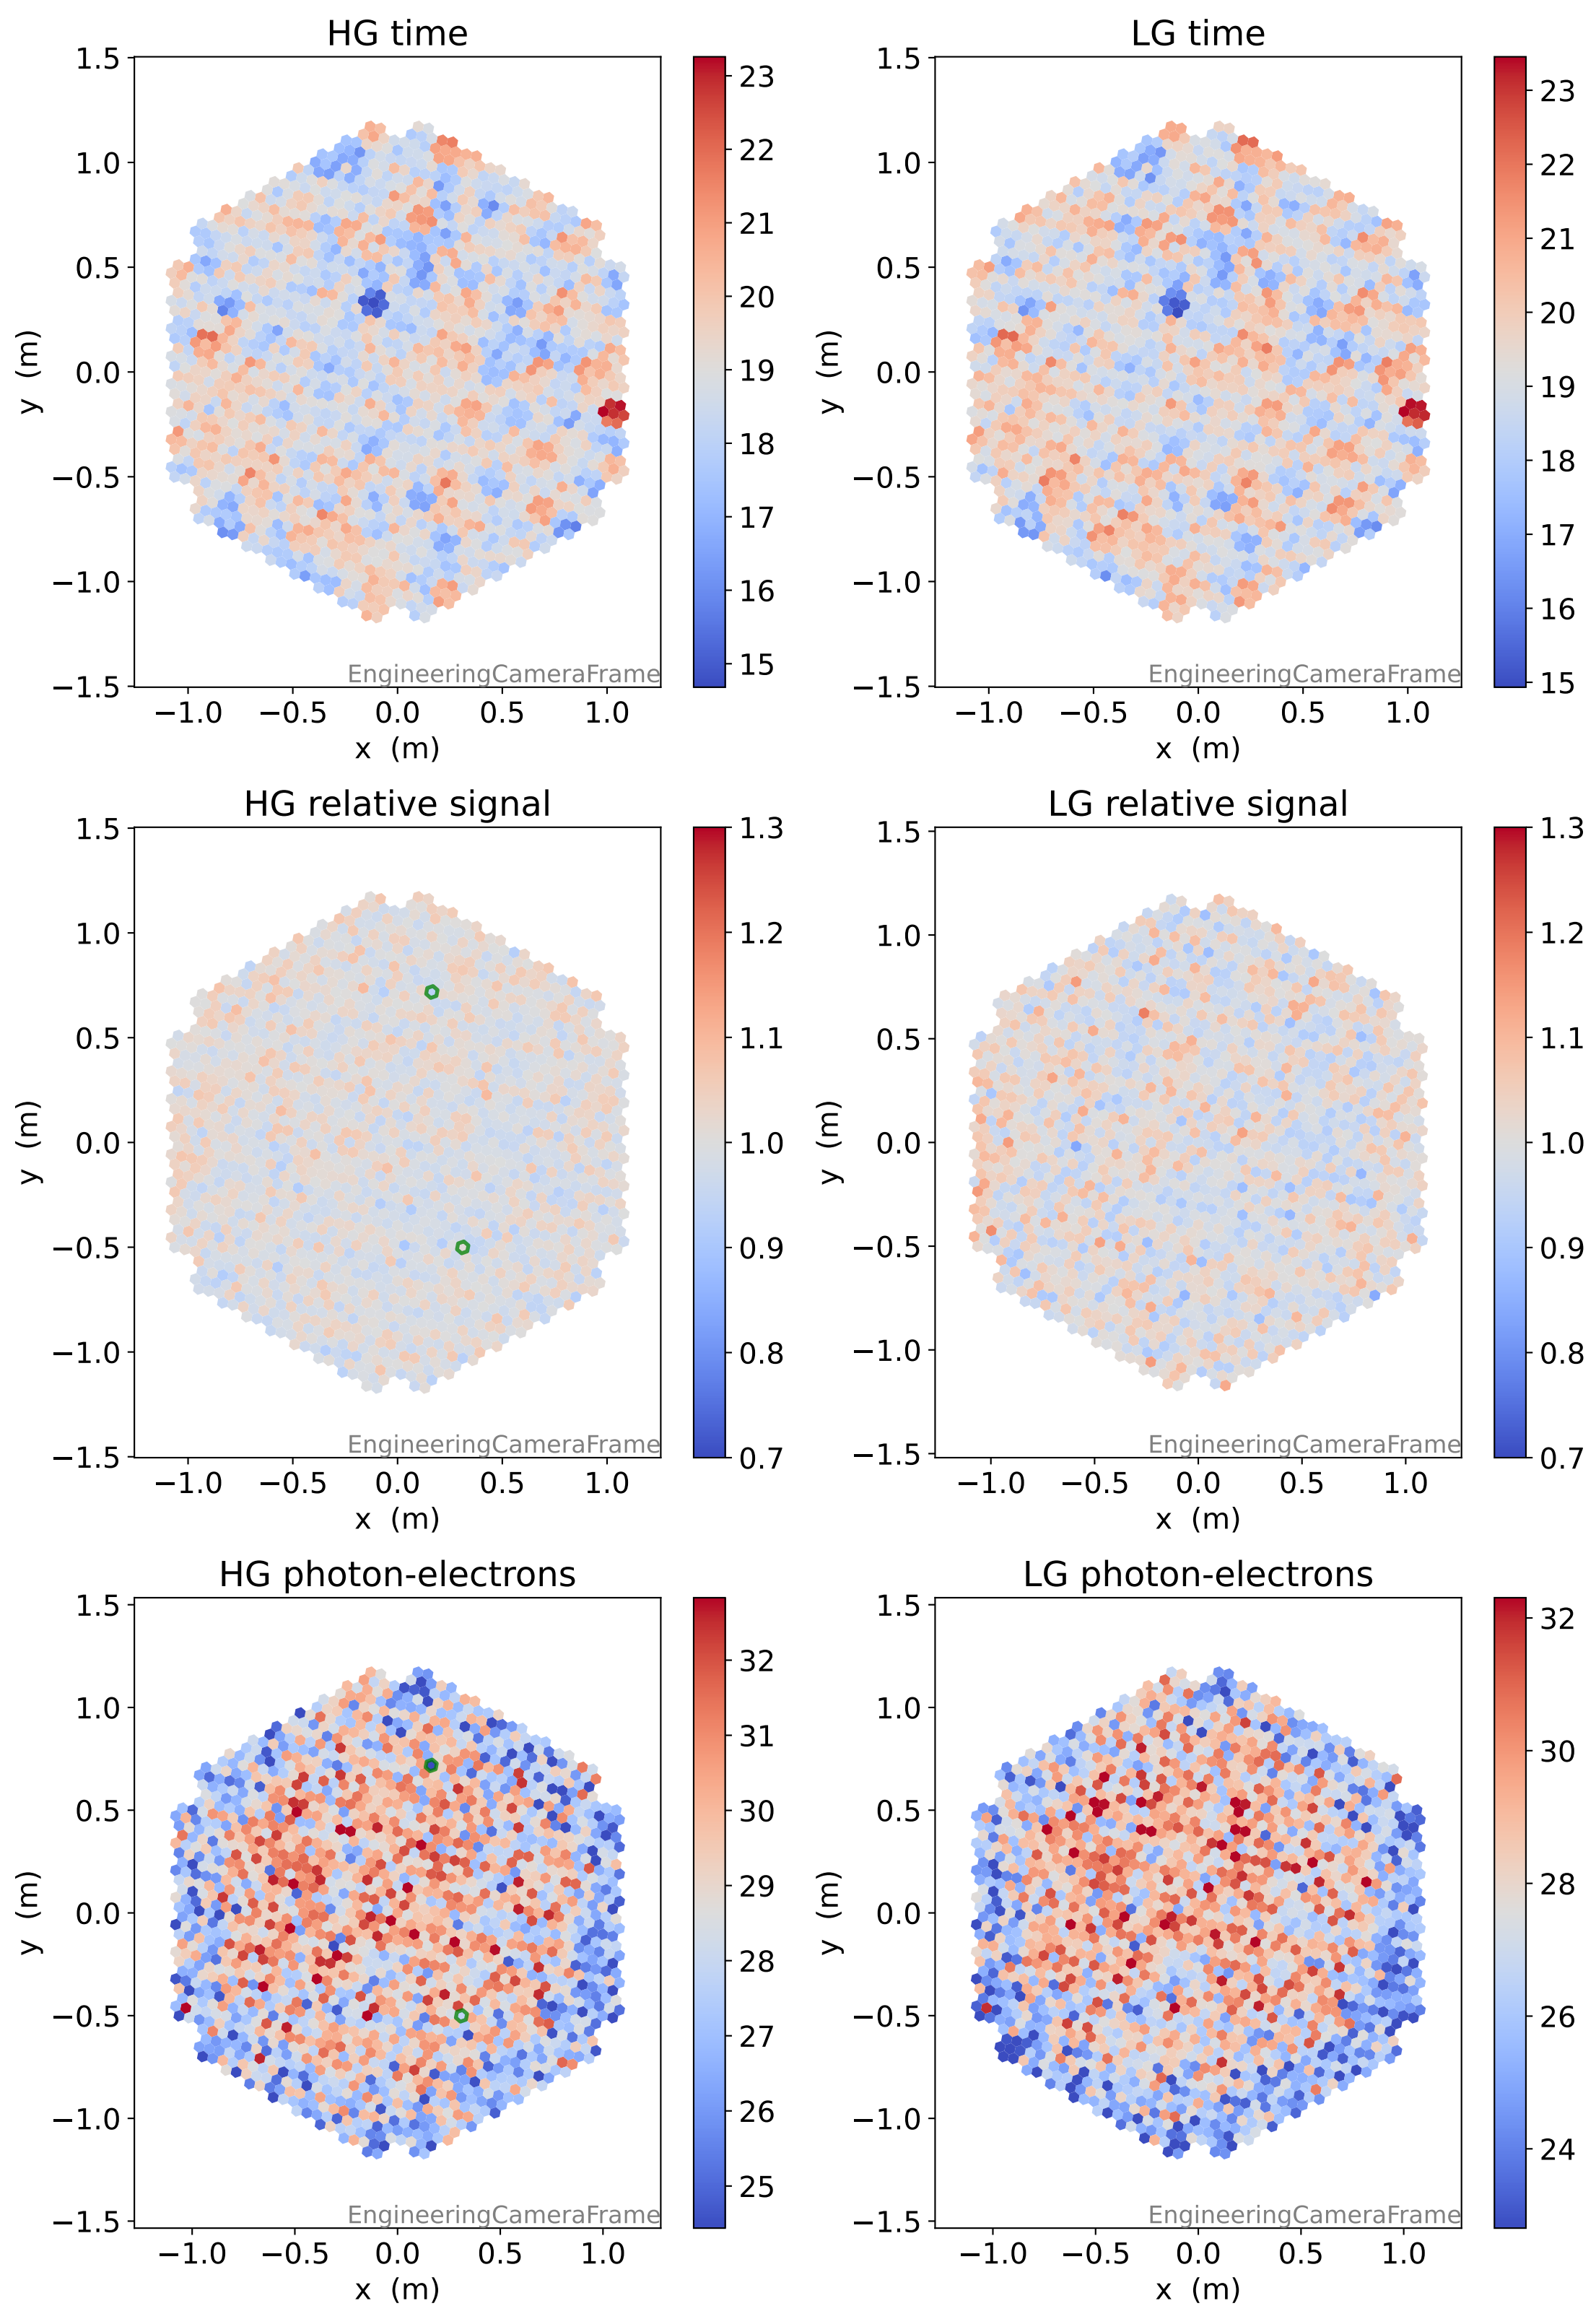 HG time
1.5
1.0
0.5
0.0
−0.5
−1.0
−1.5
y (m)
−1.0 −0.5 0.0 0.5 1.0
x (m)
EngineeringCameraFrame
23
22
21
20
19
18
17
16
15
LG time
1.5
1.0
0.5
0.0
−0.5
−1.0
−1.5
y (m)
−1.0 −0.5 0.0 0.5 1.0
x (m)
EngineeringCameraFrame
23
22
21
20
19
18
17
16
15
HG relative signal
1.5
1.0
0.5
0.0
−0.5
−1.0
−1.5
y (m)
−1.0 −0.5 0.0 0.5 1.0
x (m)
EngineeringCameraFrame
1.3
1.2
1.1
1.0
0.9
0.8
0.7
LG relative signal
1.5
1.0
0.5
0.0
−0.5
−1.0
−1.5
y (m)
−1.0 −0.5 0.0 0.5 1.0
x (m)
EngineeringCameraFrame
1.3
1.2
1.1
1.0
0.9
0.8
0.7
HG photon-electrons
1.5
1.0
0.5
0.0
−0.5
−1.0
−1.5
y (m)
−1.0 −0.5 0.0 0.5 1.0
x (m)
EngineeringCameraFrame
32
31
30
29
28
27
26
25
LG photon-electrons
1.5
1.0
0.5
0.0
−0.5
−1.0
−1.5
y (m)
−1.0 −0.5 0.0 0.5 1.0
x (m)
EngineeringCameraFrame
32
30
28
26
24